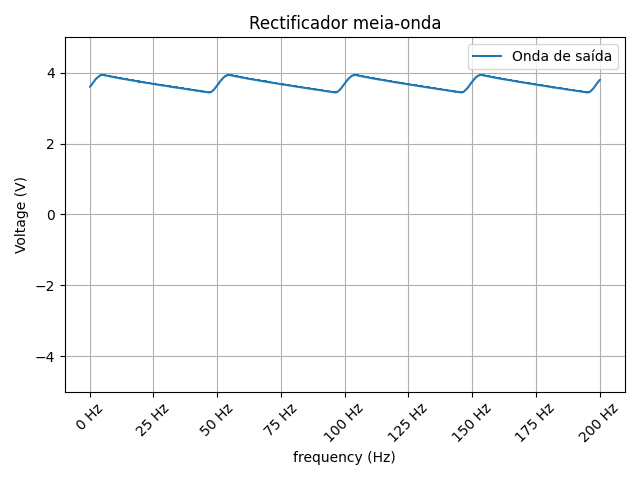 Rectificador meia-onda
Onda de saída
Voltage (V)
4
2
0
−2
−4
0 Hz
25 Hz
50 Hz
75 Hz
100 Hz
125 Hz
150 Hz
175 Hz
200 Hz
frequency (Hz)